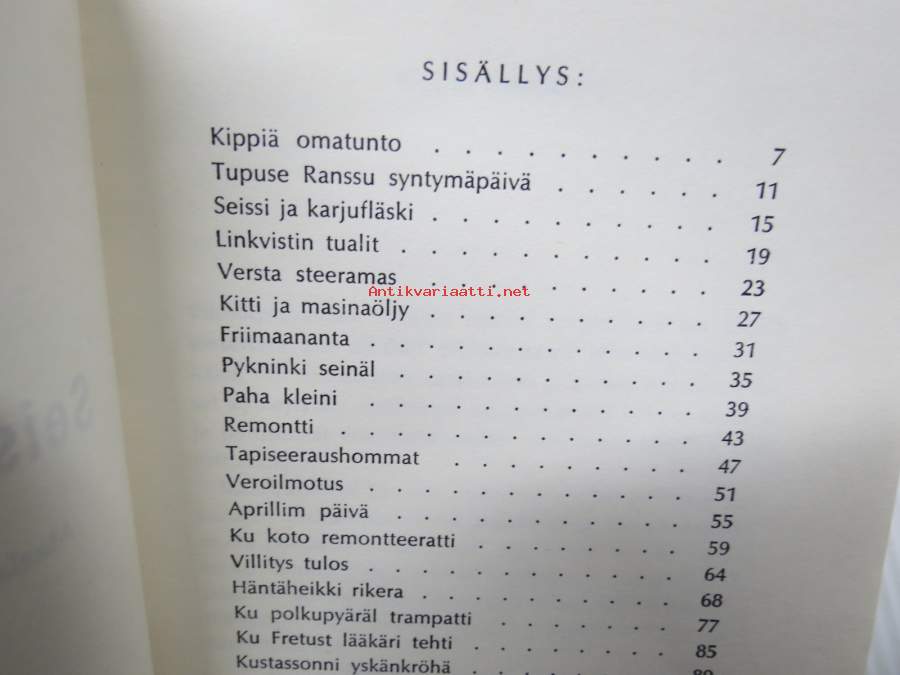 SISÄLLYS:
Kippiä omatunto . . . . . . . . . . 7
Tupuse Ranssu syntymäpäivä . . . . . . 11
Seissi ja karjufläski . . . . . . . . . . 15
Linkvistin tualit . . . . . . . . . . . 19
Versta steeramas . . . . . . . . . . 23
Antikvariaatti.net
Kitti ja masinaöljy . . . . . . . . . . 27
Friimaananta . . . . . . . . . . . . 31
Pykninki seinäl . . . . . . . . . . . 35
Paha kleini . . . . . . . . . . . . 39
Remontti . . . . . . . . . . . . . 43
Tapiseeraushommat . . . . . . . . . 47
Veroilmotus . . . . . . . . . . . . 51
Aprillim päivä . . . . . . . . . . . 55
Ku koto remontteeratti . . . . . . . . 59
Villitys tulos . . . . . . . . . . . . 64
Häntäheikki rikera . . . . . . . . . . 68
Ku polkupyäräl trampatti . . . . . . . 77
Ku Fretust lääkäri tehti . . . . . . . . 85
Kustassonni yskänkröhä . . . . . . . .